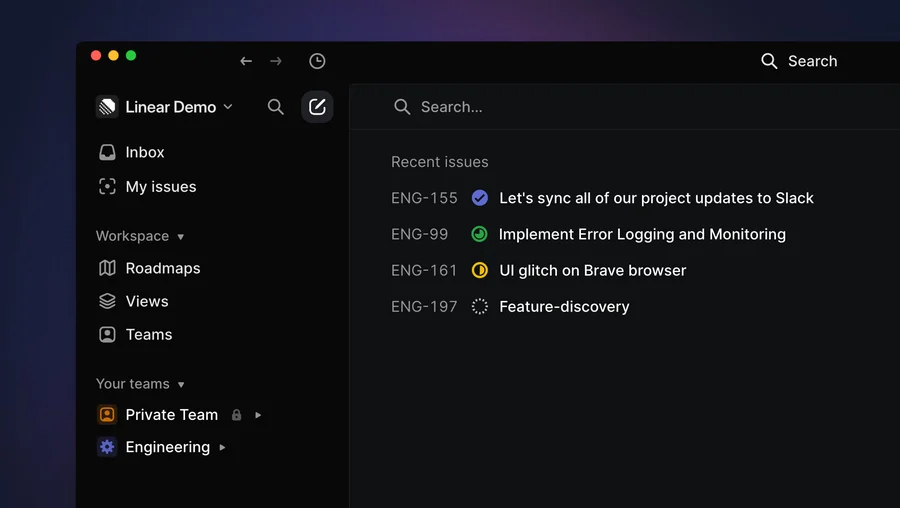 Search
Linear Demo
Search...
Inbox
My issues
Workspace
Roadmaps
Views
Teams
Your teams
Private Team
Engineering
Recent issues
ENG-155 Let's sync all of our project updates to Slack
ENG-99 Implement Error Logging and Monitoring
ENG-161 UI glitch on Brave browser
ENG-197 Feature-discovery